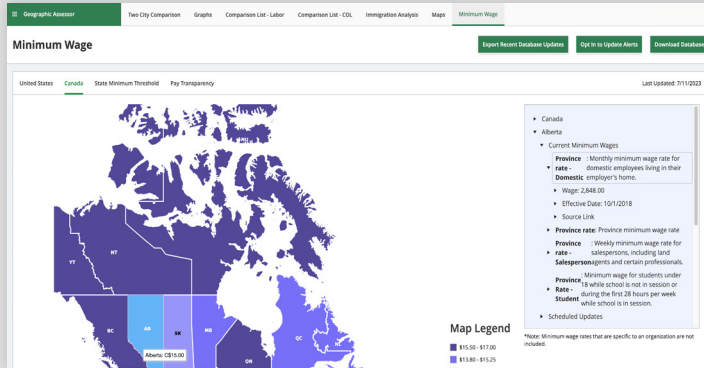 Geographic Assessor
Two City Comparison
Graphs
Comparison List - Labor
Comparison List - COL
Immigration Analysis
Maps
Minimum Wage
Minimum Wage
Export Recent Database Updates
Opt In to Update Alerts
Download Database
United States
Canada
State Minimum Threshold
Pay Transparency
Last Updated: 7/11/2023
Canada
Alberta
Current Minimum Wages
Province rate - Domestic : Monthly minimum wage rate for domestic employees living in their employer's home.
Wage: 2,848.00
Effective Date: 10/1/2018
Source Link
Province rate: Province minimum wage rate
Province rate - Salesperson : Weekly minimum wage rate for salespersons, including land agents and certain professionals.
Province Rate - Student : Minimum wage for students under 18 while school is not in session or during the first 28 hours per week while school is in session.
Scheduled Updates
*Note: Minimum wage rates that are specific to an organization are not included.
YT
NT
BC
AB
SK
MB
ON
QC
NL
Alberta: C$15.00
Map Legend
$15.50 - $17.00
$13.80 - $15.25